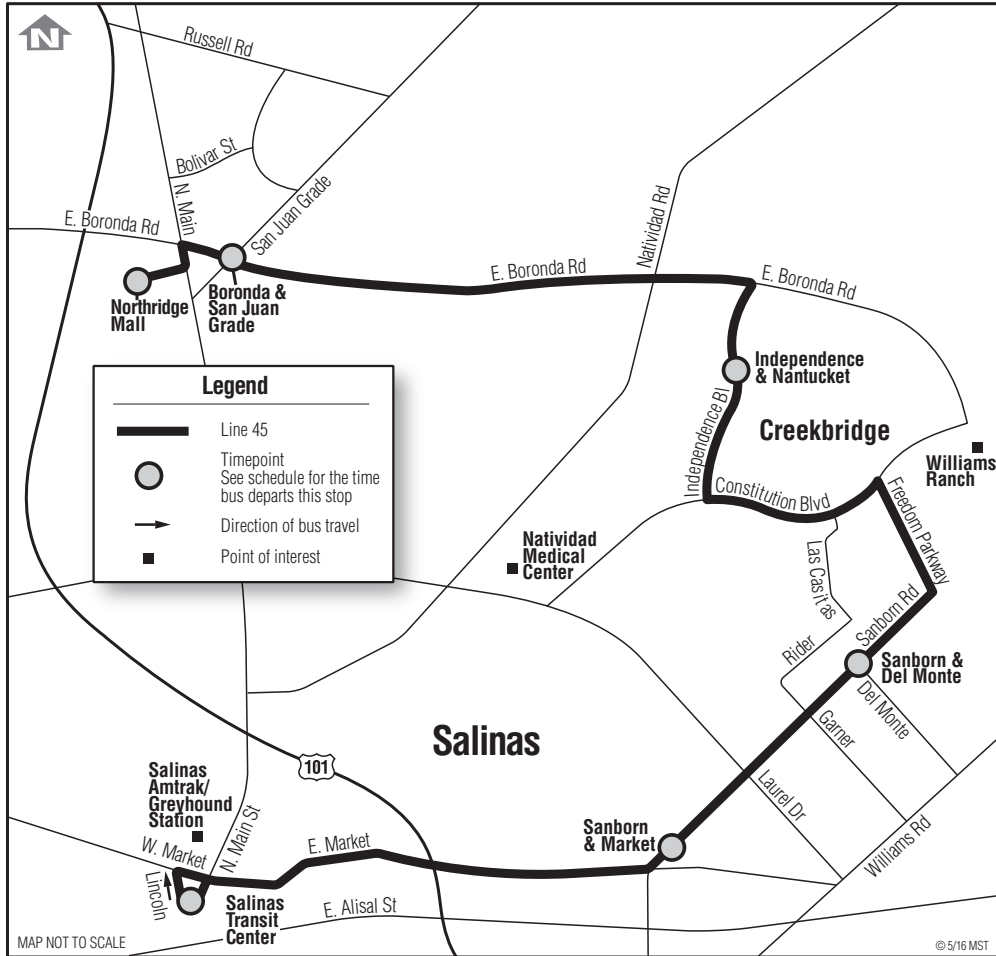 N
Russell Rd
Bolivar St
N. Main
San Juan Grade
E. Boronda Rd
Natividad Rd
E. Boronda Rd
E. Boronda Rd
Northridge
Mall
Boronda &
San Juan
Grade
Independence
& Nantucket
Independence Bl
Creekbridge
Williams
Ranch
Constitution Blvd
Freedom Parkway
Legend
Line 45
Timepoint
See schedule for the time
bus departs this stop
Direction of bus travel
Point of interest
Natividad
Medical
Center
Las Casitas
Rider
Sanborn Rd
Sanborn &
Del Monte
Del Monte
Garner
Salinas
101
Laurel Dr
Williams Rd
Salinas
Amtrak/
Greyhound
Station
N. Main St
W. Market
E. Market
Sanborn
& Market
Lincoln
Salinas
Transit
Center
E. Alisal St
MAP NOT TO SCALE
© 5/16 MST